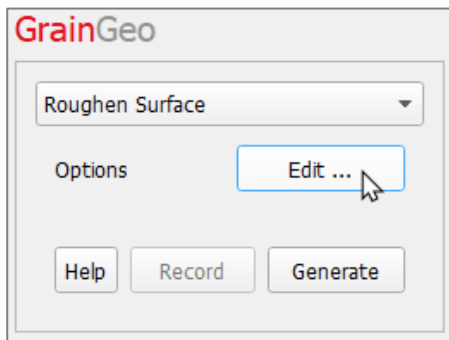 GrainGeo
Roughen Surface
Options Edit ...
Help Record Generate